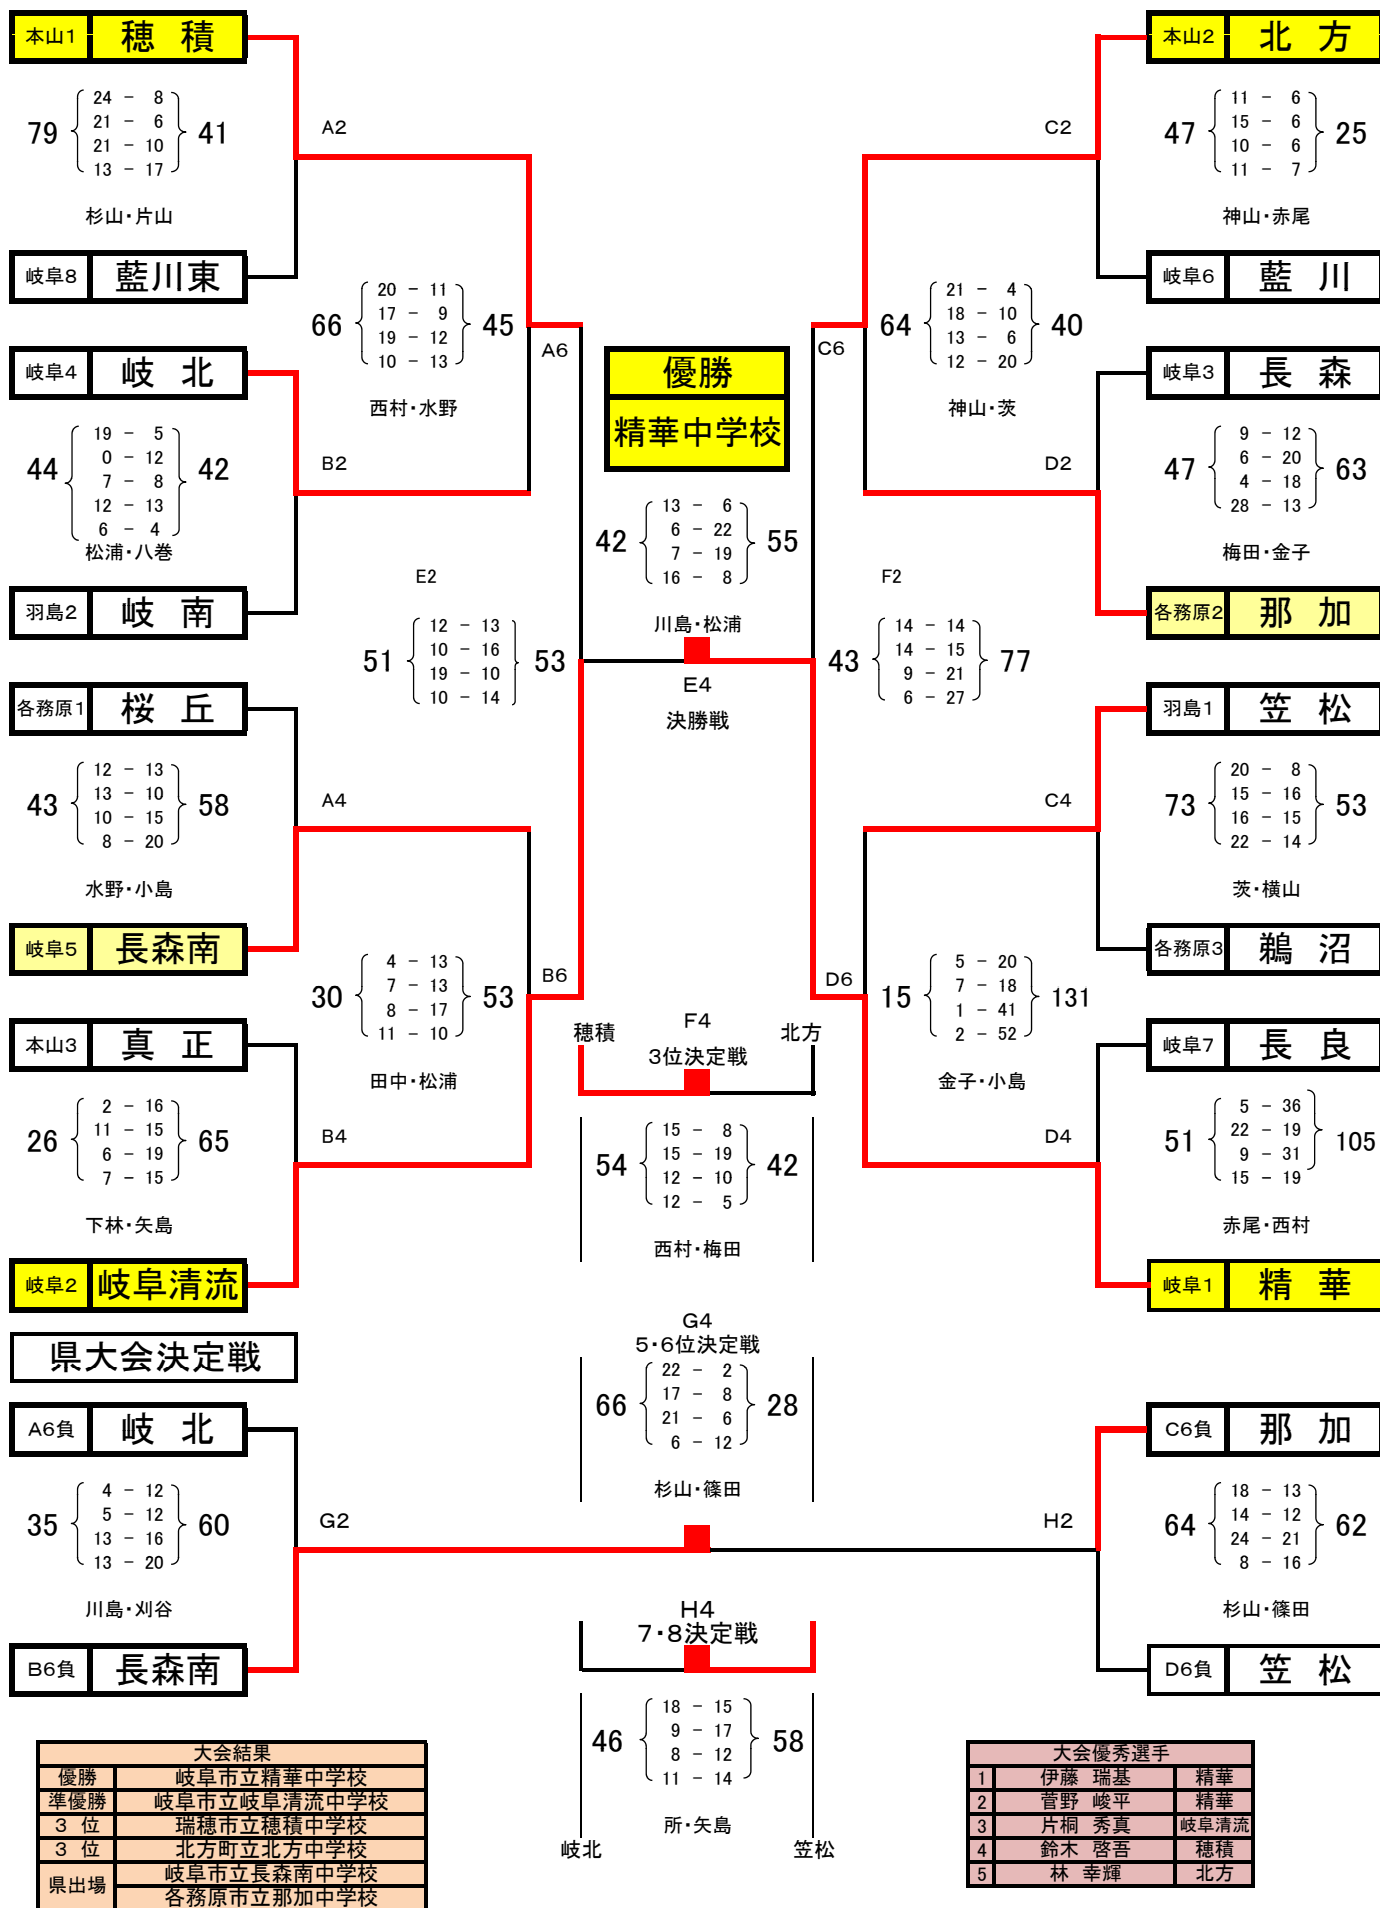 本山1 穂 積
79 24 - 8 41
21 - 6
21 - 10
13 - 17
杉山・片山
A2
岐阜8 藍川東
66 20 - 11 45
17 - 9
19 - 12
10 - 13
西村・水野
A6
岐阜4 岐 北
44 19 - 5 42
0 - 12
7 - 8
12 - 13
6 - 4
松浦・八巻
B2
羽島2 岐 南
E2
51 12 - 13 53
10 - 16
19 - 10
10 - 14
各務原1 桜 丘
43 12 - 13 58
13 - 10
10 - 15
8 - 20
水野・小島
A4
岐阜5 長森南
30 4 - 13 53
7 - 13
8 - 17
11 - 10
田中・松浦
B6
本山3 真 正
26 2 - 16 65
11 - 15
6 - 19
7 - 15
下林・矢島
B4
岐阜2 岐阜清流
優勝
精華中学校
42 13 - 6 55
6 - 22
7 - 19
16 - 8
川島・松浦
E4
決勝戦
本山2 北 方
47 11 - 6 25
15 - 6
10 - 6
11 - 7
神山・赤尾
C2
岐阜6 藍 川
64 21 - 4 40
18 - 10
13 - 6
12 - 20
神山・茨
C6
岐阜3 長 森
47 9 - 12 63
6 - 20
4 - 18
28 - 13
梅田・金子
D2
各務原2 那 加
F2
43 14 - 14 77
14 - 15
9 - 21
6 - 27
羽島1 笠 松
73 20 - 8 53
15 - 16
16 - 15
22 - 14
茨・横山
C4
各務原3 鵜 沼
15 5 - 20 131
7 - 18
1 - 41
2 - 52
金子・小島
D6
岐阜7 長 良
51 5 - 36 105
22 - 19
9 - 31
15 - 19
赤尾・西村
D4
岐阜1 精 華
穂積 F4 北方
3位決定戦
54 15 - 8 42
15 - 19
12 - 10
12 - 5
西村・梅田
G4
5・6位決定戦
66 22 - 2 28
17 - 8
21 - 6
6 - 12
杉山・篠田
県大会決定戦
A6負 岐 北
35 4 - 12 60
5 - 12
13 - 16
13 - 20
川島・刈谷
G2
B6負 長森南
C6負 那 加
64 18 - 13 62
14 - 12
24 - 21
8 - 16
杉山・篠田
H2
D6負 笠 松
H4
7・8決定戦
46 18 - 15 58
9 - 17
8 - 12
11 - 14
所・矢島
岐北 笠松
大会結果
優勝 岐阜市立精華中学校
準優勝 岐阜市立岐阜清流中学校
3 位 瑞穂市立穂積中学校
3 位 北方町立北方中学校
県出場 岐阜市立長森南中学校
各務原市立那加中学校
大会優秀選手
1 伊藤 瑞基 精華
2 菅野 峻平 精華
3 片桐 秀真 岐阜清流
4 鈴木 啓吾 穂積
5 林 幸輝 北方